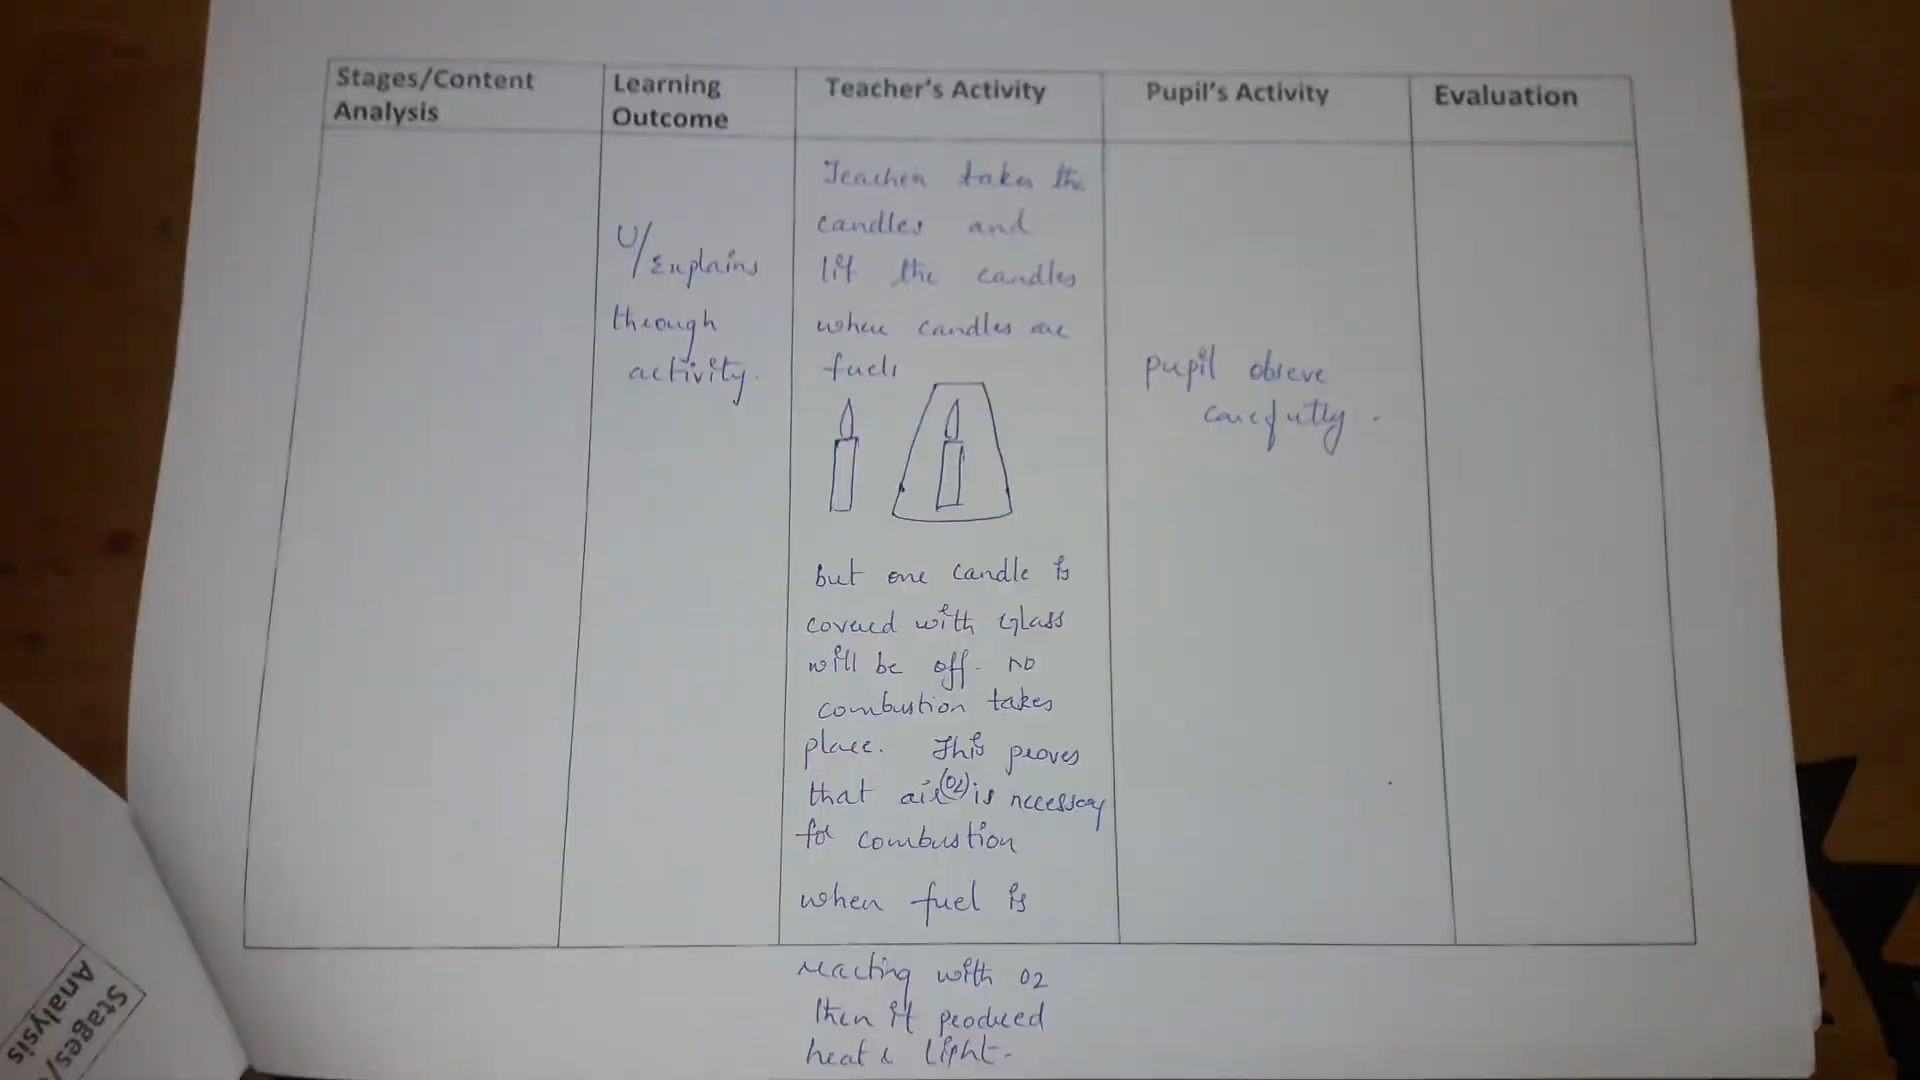 Stages/Content
Analysis
Learning
Outcome
Teacher's Activity
Pupil's Activity
Evaluation
U/Explains
through
activity.
Teacher takes the
candles and
lit the candles
where candles are
fuels
but one candle is
covered with Glass
will be off. no
combustion takes
place. This proves
that air(O2) is necessary
for combustion
when fuel is
reacting with O2
then it produced
heat & light.
pupil obseve
carefully.
Stages/
Analysis